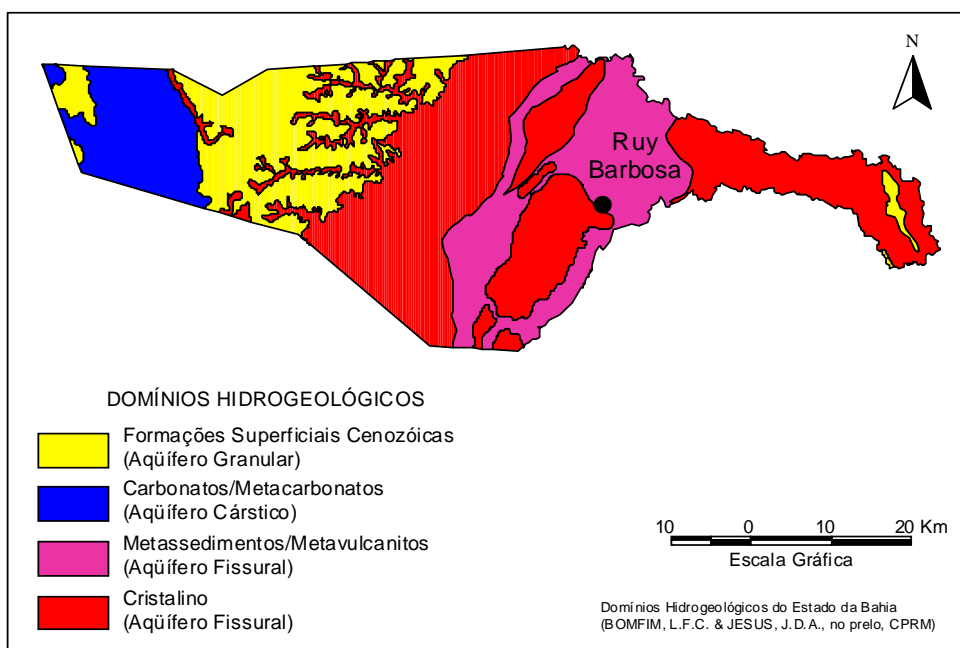 N
Ruy
Barbosa
DOMÍNIOS HIDROGEOLÓGICOS
Formações Superficiais Cenozóicas
(Aqüífero Granular)
Carbonatos/Metacarbonatos
(Aqüífero Cárstico)
Metassedimentos/Metavulcanitos
(Aqüífero Fissural)
Cristalino
(Aqüífero Fissural)
10 0 10 20 Km
Escala Gráfica
Domínios Hidrogeológicos do Estado da Bahia
(BOMFIM, L.F.C. & JESUS, J.D.A., no prelo, CPRM)